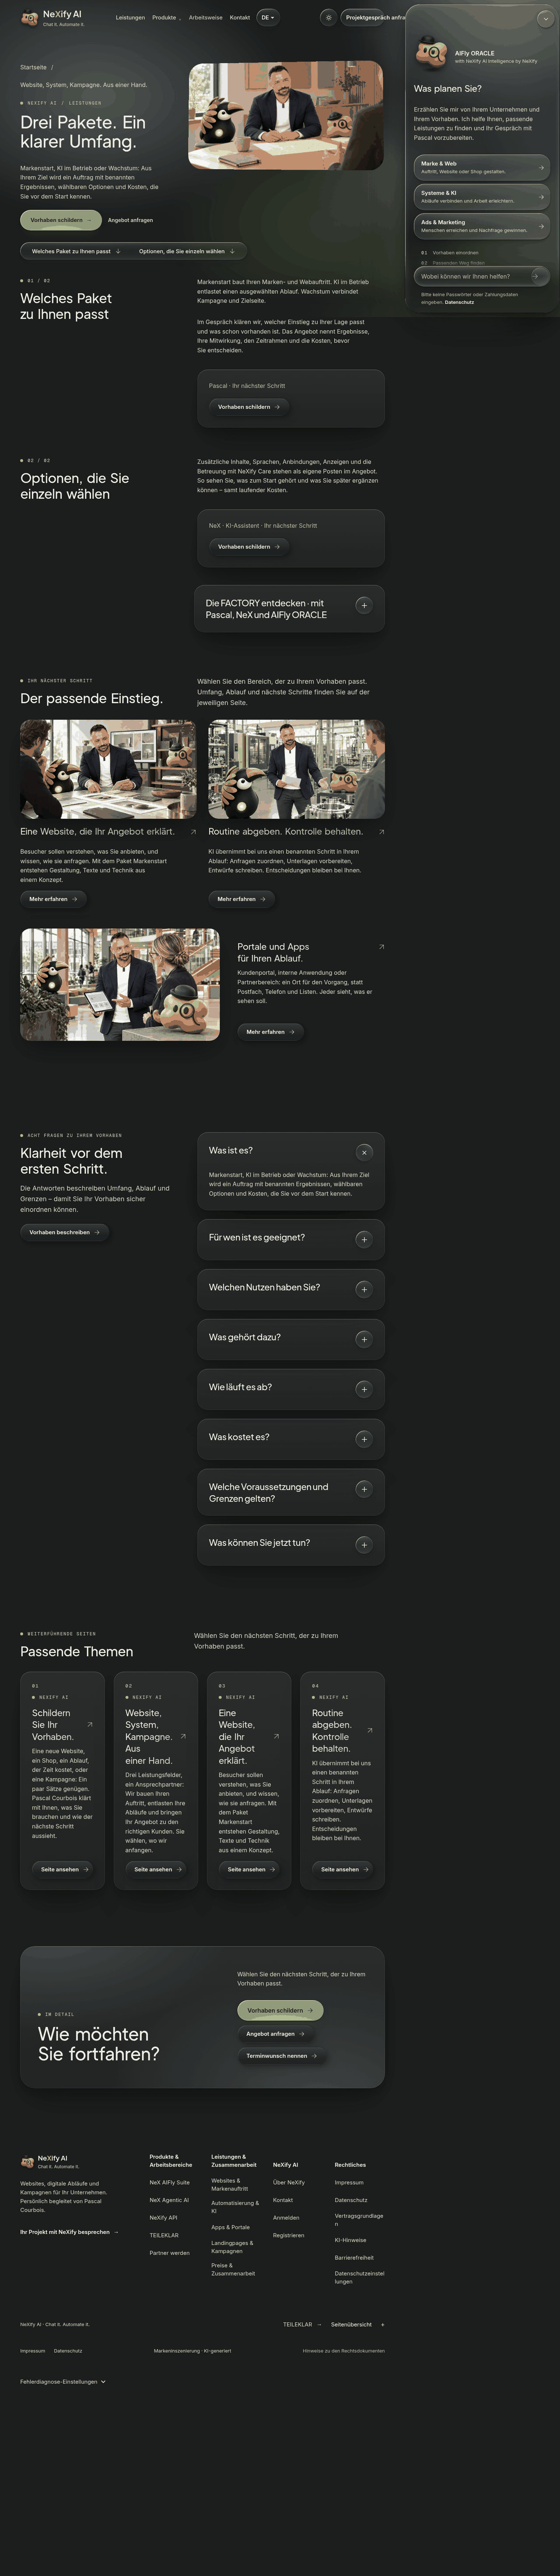 NeXify AI
Chat it. Automate it.
Leistungen
Produkte
Arbeitsweise
Kontakt
DE
Projektgespräch anfra
AIFly ORACLE
with NeXify AI Intelligence by NeXify
Was planen Sie?
Erzählen Sie mir von Ihrem Unternehmen und
Ihrem Vorhaben. Ich helfe Ihnen, passende
Leistungen zu finden und Ihr Gespräch mit
Pascal vorzubereiten.
Marke & Web
Auftritt, Website oder Shop gestalten.
Systeme & KI
Abläufe verbinden und Arbeit erleichtern.
Ads & Marketing
Menschen erreichen und Nachfrage gewinnen.
01 Vorhaben einordnen
02 Passenden Weg finden
Wobei können wir Ihnen helfen?
Bitte keine Passwörter oder Zahlungsdaten
eingeben. Datenschutz
Startseite /
Website, System, Kampagne. Aus einer Hand.
NEXIFY AI / LEISTUNGEN
Drei Pakete. Ein
klarer Umfang.
Markenstart, KI im Betrieb oder Wachstum: Aus
Ihrem Ziel wird ein Auftrag mit benannten
Ergebnissen, wählbaren Optionen und Kosten, die
Sie vor dem Start kennen.
Vorhaben schildern →
Angebot anfragen
Welches Paket zu Ihnen passt ↓
Optionen, die Sie einzeln wählen ↓
01 / 02
Welches Paket
zu Ihnen passt
Markenstart baut Ihren Marken- und Webauftritt. KI im Betrieb
entlastet einen ausgewählten Ablauf. Wachstum verbindet
Kampagne und Zielseite.
Im Gespräch klären wir, welcher Einstieg zu Ihrer Lage passt
und was schon vorhanden ist. Das Angebot nennt Ergebnisse,
Ihre Mitwirkung, den Zeitrahmen und die Kosten, bevor
Sie entscheiden.
Pascal · Ihr nächster Schritt
Vorhaben schildern →
02 / 02
Optionen, die Sie
einzeln wählen
Zusätzliche Inhalte, Sprachen, Anbindungen, Anzeigen und die
Betreuung mit NeXify Care stehen als eigene Posten im Angebot.
So sehen Sie, was zum Start gehört und was Sie später ergänzen
können – samt laufender Kosten.
NeX · KI-Assistent · Ihr nächster Schritt
Vorhaben schildern →
Die FACTORY entdecken · mit
Pascal, NeX und AIFly ORACLE
+
IHR NÄCHSTER SCHRITT
Der passende Einstieg.
Wählen Sie den Bereich, der zu Ihrem Vorhaben passt.
Umfang, Ablauf und nächste Schritte finden Sie auf der
jeweiligen Seite.
Eine Website, die Ihr Angebot erklärt.
Besucher sollen verstehen, was Sie anbieten, und
wissen, wie sie anfragen. Mit dem Paket Markenstart
entstehen Gestaltung, Texte und Technik aus
einem Konzept.
Mehr erfahren →
Routine abgeben. Kontrolle behalten.
KI übernimmt bei uns einen benannten Schritt in Ihrem
Ablauf: Anfragen zuordnen, Unterlagen vorbereiten,
Entwürfe schreiben. Entscheidungen bleiben bei Ihnen.
Mehr erfahren →
Portale und Apps
für Ihren Ablauf.
Kundenportal, interne Anwendung oder
Partnerbereich: ein Ort für den Vorgang, statt
Postfach, Telefon und Listen. Jeder sieht, was er
sehen soll.
Mehr erfahren →
ACHT FRAGEN ZU IHREM VORHABEN
Klarheit vor dem
ersten Schritt.
Die Antworten beschreiben Umfang, Ablauf und
Grenzen – damit Sie Ihr Vorhaben sicher
einordnen können.
Vorhaben beschreiben →
Was ist es?
Markenstart, KI im Betrieb oder Wachstum: Aus Ihrem Ziel
wird ein Auftrag mit benannten Ergebnissen, wählbaren
Optionen und Kosten, die Sie vor dem Start kennen.
Für wen ist es geeignet? +
Welchen Nutzen haben Sie? +
Was gehört dazu? +
Wie läuft es ab? +
Was kostet es? +
Welche Voraussetzungen und
Grenzen gelten? +
Was können Sie jetzt tun? +
WEITERFÜHRENDE SEITEN
Passende Themen
Wählen Sie den nächsten Schritt, der zu Ihrem
Vorhaben passt.
01
NEXIFY AI
Schildern
Sie Ihr
Vorhaben.
Eine neue Website,
ein Shop, ein Ablauf,
der Zeit kostet, oder
eine Kampagne: Ein
paar Sätze genügen.
Pascal Courbois klärt
mit Ihnen, was Sie
brauchen und wie der
nächste Schritt
aussieht.
Seite ansehen →
02
NEXIFY AI
Website,
System,
Kampagne.
Aus
einer Hand.
Drei Leistungsfelder,
ein Ansprechpartner:
Wir bauen Ihren
Auftritt, entlasten Ihre
Abläufe und bringen
Ihr Angebot zu den
richtigen Kunden. Sie
wählen, wo wir
anfangen.
Seite ansehen →
03
NEXIFY AI
Eine
Website,
die Ihr
Angebot
erklärt.
Besucher sollen
verstehen, was Sie
anbieten, und wissen,
wie sie anfragen. Mit
dem Paket
Markenstart
entstehen Gestaltung,
Texte und Technik
aus einem Konzept.
Seite ansehen →
04
NEXIFY AI
Routine
abgeben.
Kontrolle
behalten.
KI übernimmt bei uns
einen benannten
Schritt in Ihrem
Ablauf: Anfragen
zuordnen, Unterlagen
vorbereiten, Entwürfe
schreiben.
Entscheidungen
bleiben bei Ihnen.
Seite ansehen →
IM DETAIL
Wie möchten
Sie fortfahren?
Wählen Sie den nächsten Schritt, der zu Ihrem
Vorhaben passt.
Vorhaben schildern →
Angebot anfragen →
Terminwunsch nennen →
NeXify AI
Chat it. Automate it.
Websites, digitale Abläufe und
Kampagnen für Ihr Unternehmen.
Persönlich begleitet von Pascal
Courbois.
Ihr Projekt mit NeXify besprechen →
Produkte &
Arbeitsbereiche
NeX AIFly Suite
NeX Agentic AI
NeXify API
TEILEKLAR
Partner werden
Leistungen &
Zusammenarbeit
Websites &
Markenauftritt
Automatisierung &
KI
Apps & Portale
Landingpages &
Kampagnen
Preise &
Zusammenarbeit
NeXify AI
Über NeXify
Kontakt
Anmelden
Registrieren
Rechtliches
Impressum
Datenschutz
Vertragsgrundlage
n
KI-Hinweise
Barrierefreiheit
Datenschutzeinstel
lungen
NeXify AI · Chat it. Automate it.
TEILEKLAR →
Seitenübersicht +
Impressum
Datenschutz
Markeninszenierung · KI-generiert
Hinweise zu den Rechtsdokumenten
Fehlerdiagnose-Einstellungen